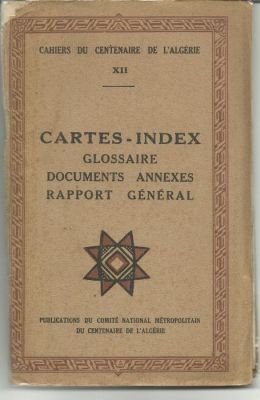 CAHIERS DU CENTENAIRE DE L'ALGÉRIE
XII
CARTES-INDEX
GLOSSAIRE
DOCUMENTS ANNEXES
RAPPORT GÉNÉRAL
PUBLICATIONS DU COMITÉ NATIONAL MÉTROPOLITAIN
DU CENTENAIRE DE L'ALGÉRIE